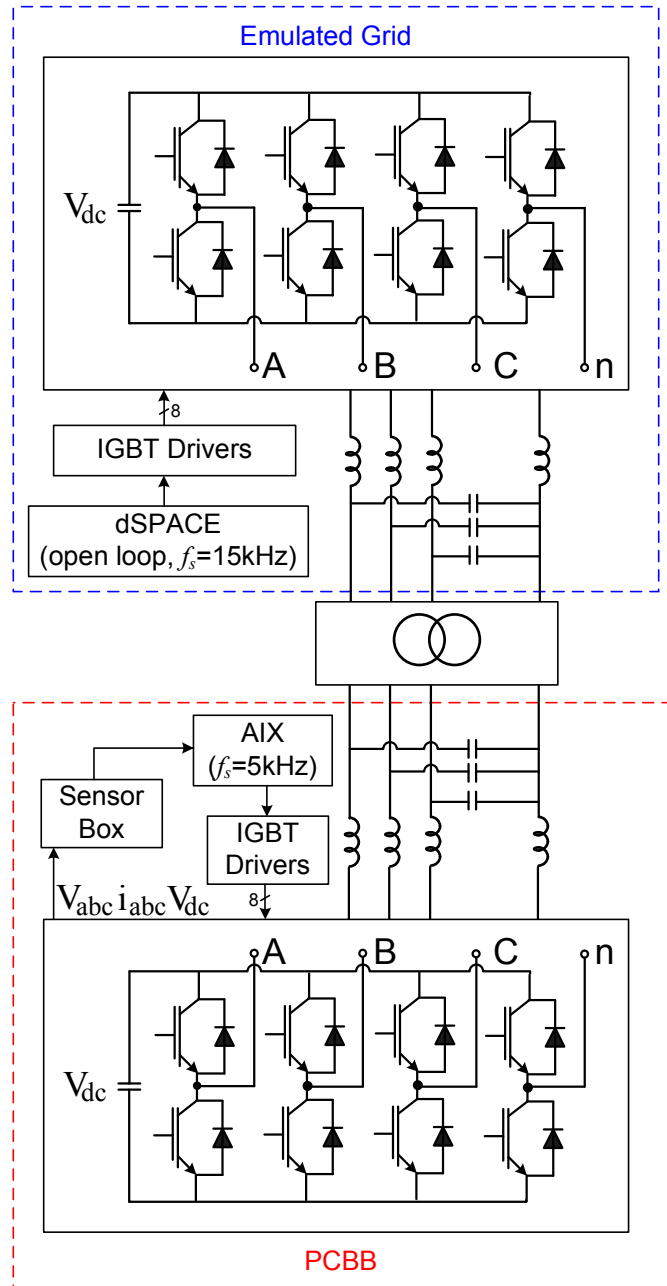 Emulated Grid
Vdc
A B C n
8
IGBT Drivers
dSPACE
(open loop, fs=15kHz)
AIX
(fs=5kHz)
Sensor
Box
IGBT
Drivers
Vabc iabc Vdc
8
A B C n
Vdc
PCBB